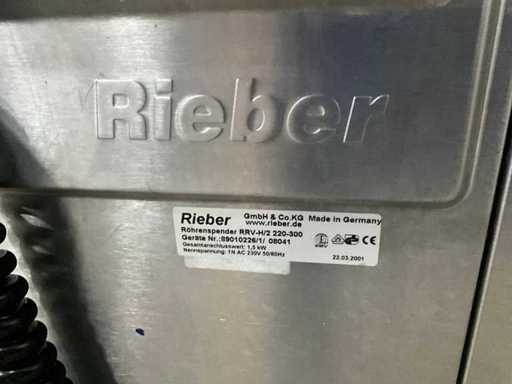 Rieber
Rieber GmbH & Co.KG Made in Germany
www.rieber.de
Röhrenspender RRV-H/2 220-300
Geräte Nr.:89010226/1/ 08041
Gesamtanschlusswert: 1,5 kW
Nennspannung: 1N AC 230V 50/60Hz
22.03.2001